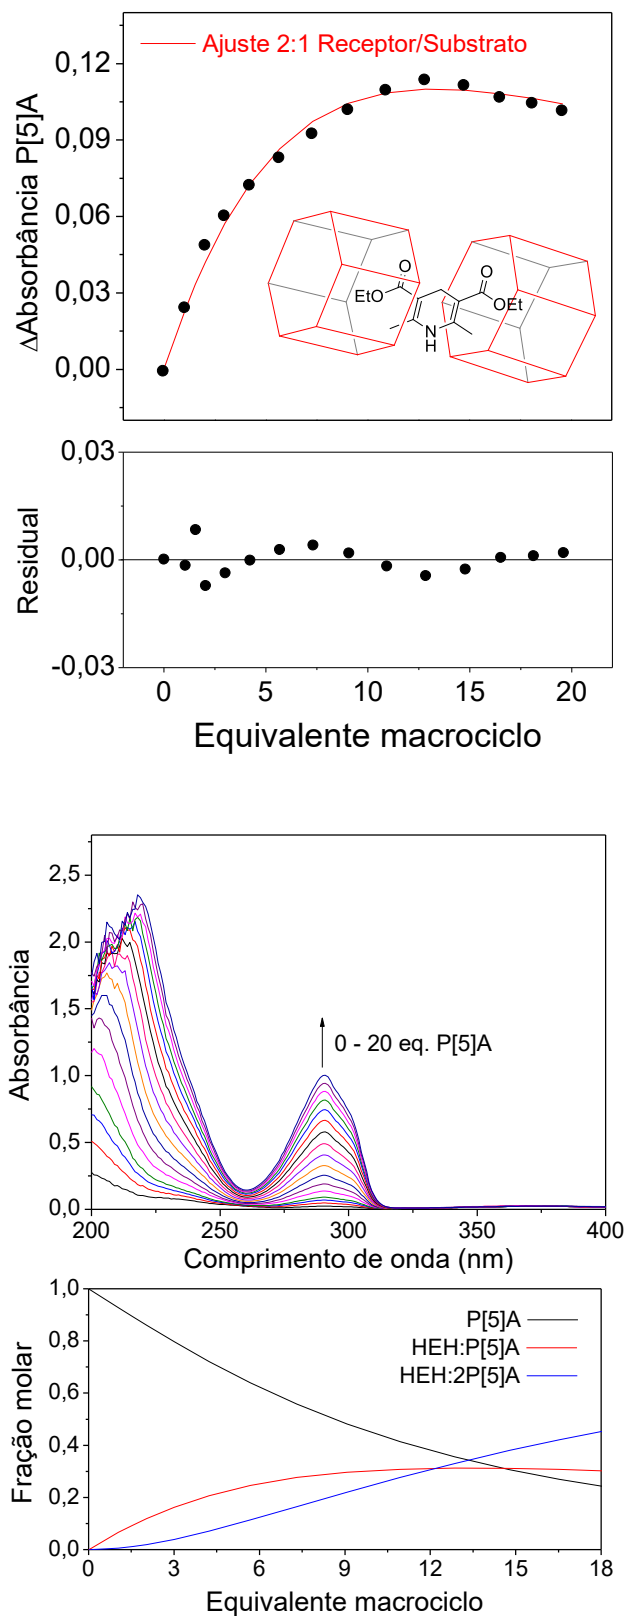 Ajuste 2:1 Receptor/Substrato
ΔAbsorbância P[5]A
0,12
0,09
0,06
0,03
0,00
O
EtO
O
OEt
N
H
Residual
0,03
0,00
-0,03
0 5 10 15 20
Equivalente macrociclo
Absorbância
2,5
2,0
1,5
1,0
0,5
0,0
0 - 20 eq. P[5]A
200 250 300 350 400
Comprimento de onda (nm)
Fração molar
1,0
0,8
0,6
0,4
0,2
0,0
P[5]A
HEH:P[5]A
HEH:2P[5]A
0 3 6 9 12 15 18
Equivalente macrociclo